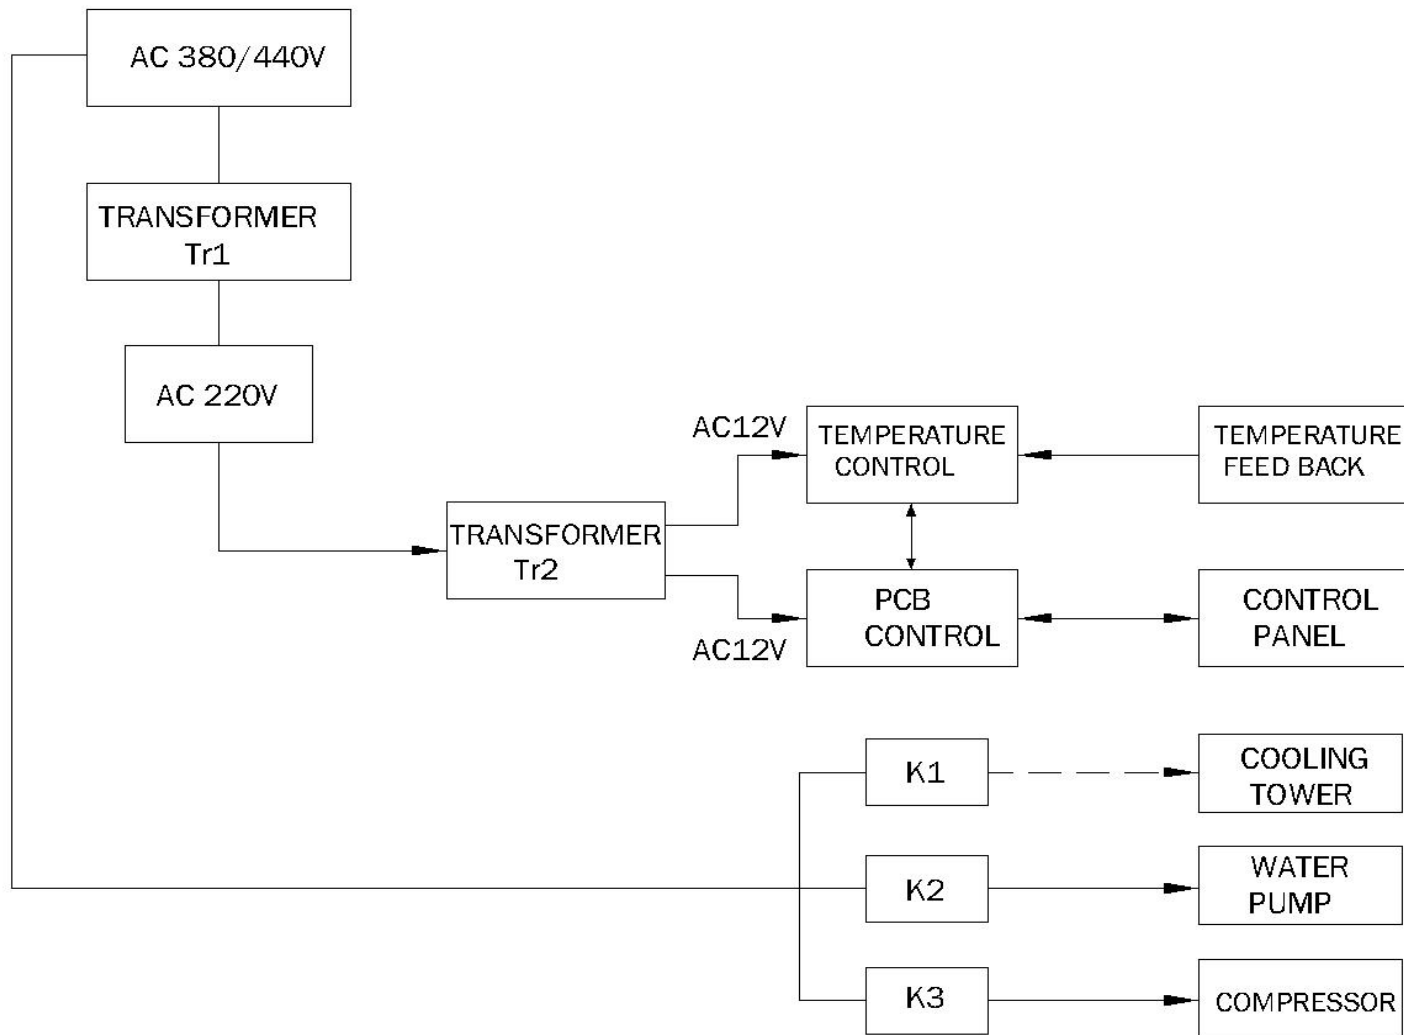 AC 380/440V
TRANSFORMER
Tr1
AC 220V
TRANSFORMER
Tr2
AC12V
AC12V
TEMPERATURE
CONTROL
TEMPERATURE
FEED BACK
PCB
CONTROL
CONTROL
PANEL
K1
COOLING
TOWER
K2
WATER
PUMP
K3
COMPRESSOR